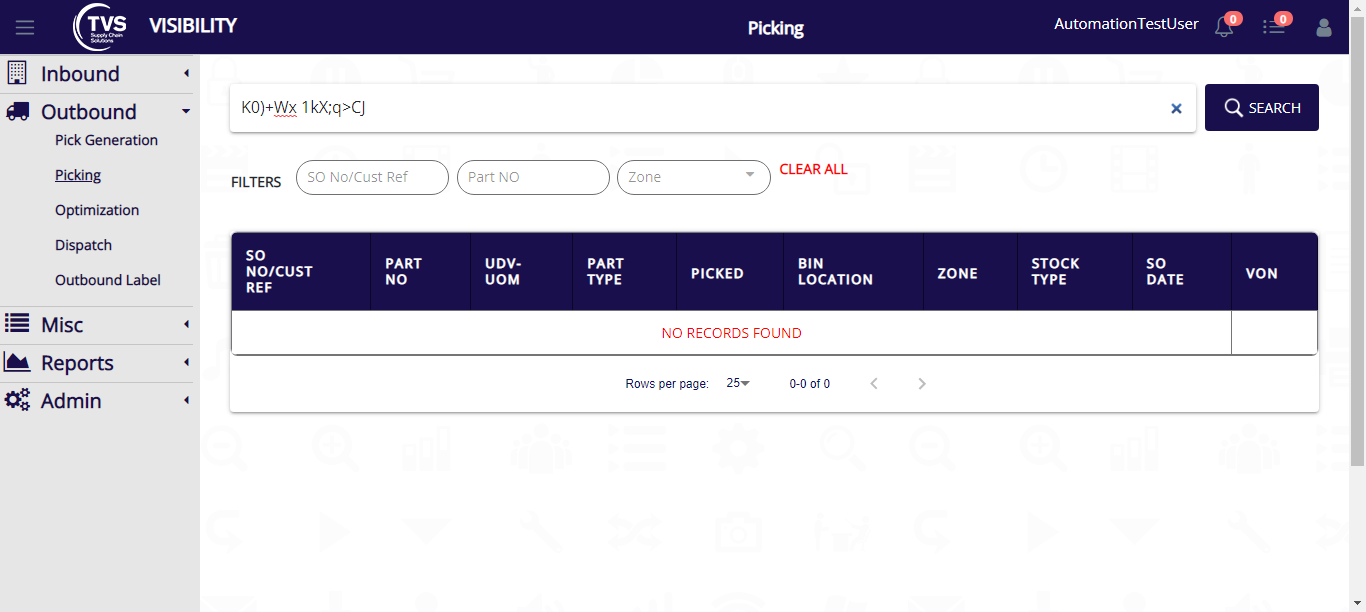 TVS
Supply Chain
Solutions
VISIBILITY
Picking
AutomationTestUser
0
0
Inbound
Outbound
Pick Generation
Picking
Optimization
Dispatch
Outbound Label
Misc
Reports
Admin
K0)+Wx 1kX;q>CJ
SEARCH
FILTERS
SO No/Cust Ref
Part NO
Zone
CLEAR ALL
SO
NO/CUST
REF
PART
NO
UDV-
UOM
PART
TYPE
PICKED
BIN
LOCATION
ZONE
STOCK
TYPE
SO
DATE
VON
NO RECORDS FOUND
Rows per page:
25
0-0 of 0